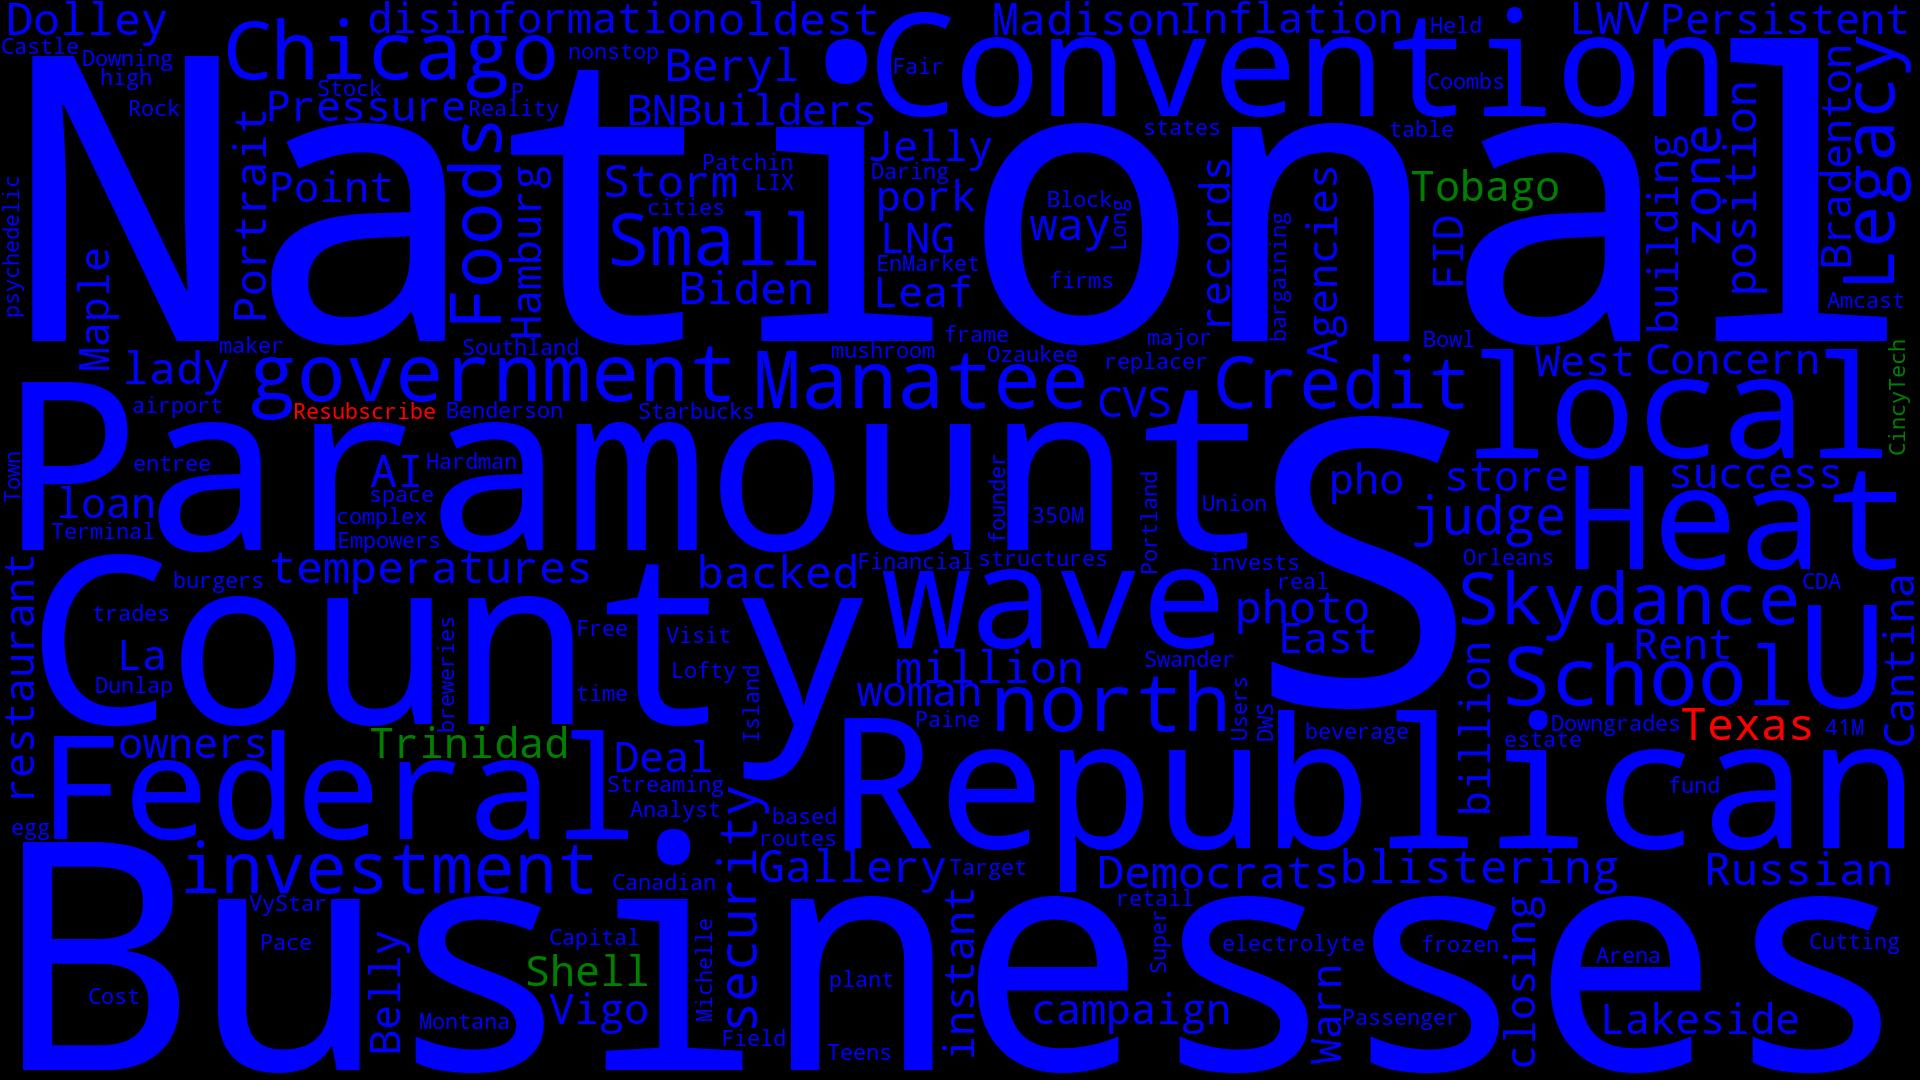 Dolley
disinformation
oldest
Madison
Inflation
Held
LWV
Persistent
Castle
Downing
high
Rock
Chicago
nonstop
Beryl
Fair
Convention
Coombs
Bradenton
Legacy
National
Stock
P
Pressure
Reality
BNBuilders
states
table
Portrait
Point
Foods
Hamburg
Storm
Patchin
LIX
cities
Small
Biden
Jelly
Daring
pork
LNG
EnMarket
Leaf
way
Block
Long
firms
records
bargaining
Agencies
Tobago
FID
building
zone
position
Amcast
psychedelic
Maple
maker
Southland
mushroom
frame
Ozaukee
major
replacer
Bowl
lady
government
Manatee
CVS
Credit
local
West
Concern
CincyTech
airport
Resubscribe
Benderson
Starbucks
Paramount
S
Town
entree
AI
Hardman
space
complex
Empowers
loan
Terminal
founder
350M
Portland
Union
pho
store
success
judge
Heat
Orleans
restaurant
burgers
temperatures
backed
Financial
structures
invests
real
wave
photo
East
Skydance
CDA
U
Cantina
County
trades
La
Dunlap
breweries
Free
Visit
Lofty
time
Island
million
woman
Paine
north
Swander
Users
DWS
beverage
billion
School
Rent
Downgrades
estate
Texas
41M
Federal
owners
Trinidad
Deal
Streaming
Analyst
based
routes
Republican
fund
egg
investment
Canadian
security
Gallery
Target
Democrats
retail
blistering
Russian
Businesses
VyStar
Pace
Cost
Belly
Montana
Capital
Shell
Vigo
Michelle
Field
plant
Teens
instant
campaign
Super
electrolyte
Warn
Passenger
frozen
closing
Arena
Lakeside
Cutting